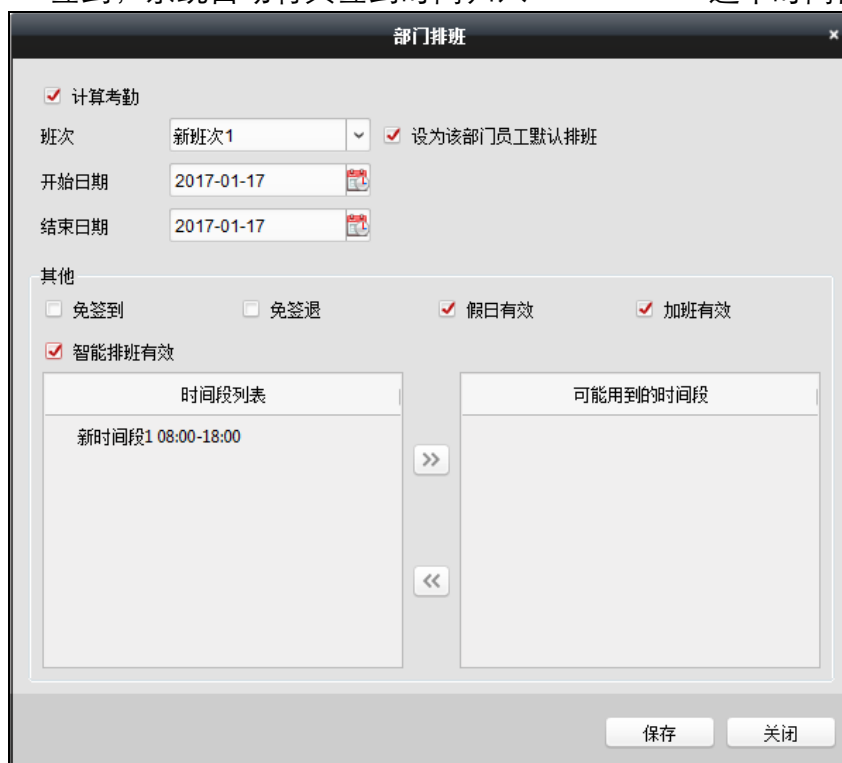 部门排班
计算考勤
班次 新班次1 设为该部门员工默认排班
开始日期 2017-01-17
结束日期 2017-01-17
其他
免签到 免签退 假日有效 加班有效
智能排班有效
时间段列表 可能用到的时间段
新时间段1 08:00-18:00
保存 关闭